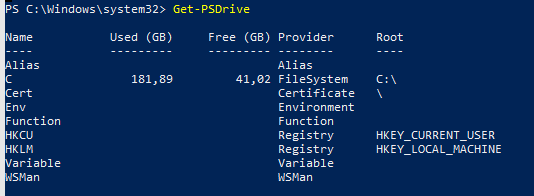 PS C:\Windows\system32> Get-PSDrive
Name Used (GB) Free (GB) Provider Root
---- --------- --------- -------- ----
Alias Alias
C 181,89 41,02 FileSystem C:\
Cert Certificate \
Env Environment
Function Function
HKCU Registry HKEY_CURRENT_USER
HKLM Registry HKEY_LOCAL_MACHINE
Variable Variable
WSMan WSMan